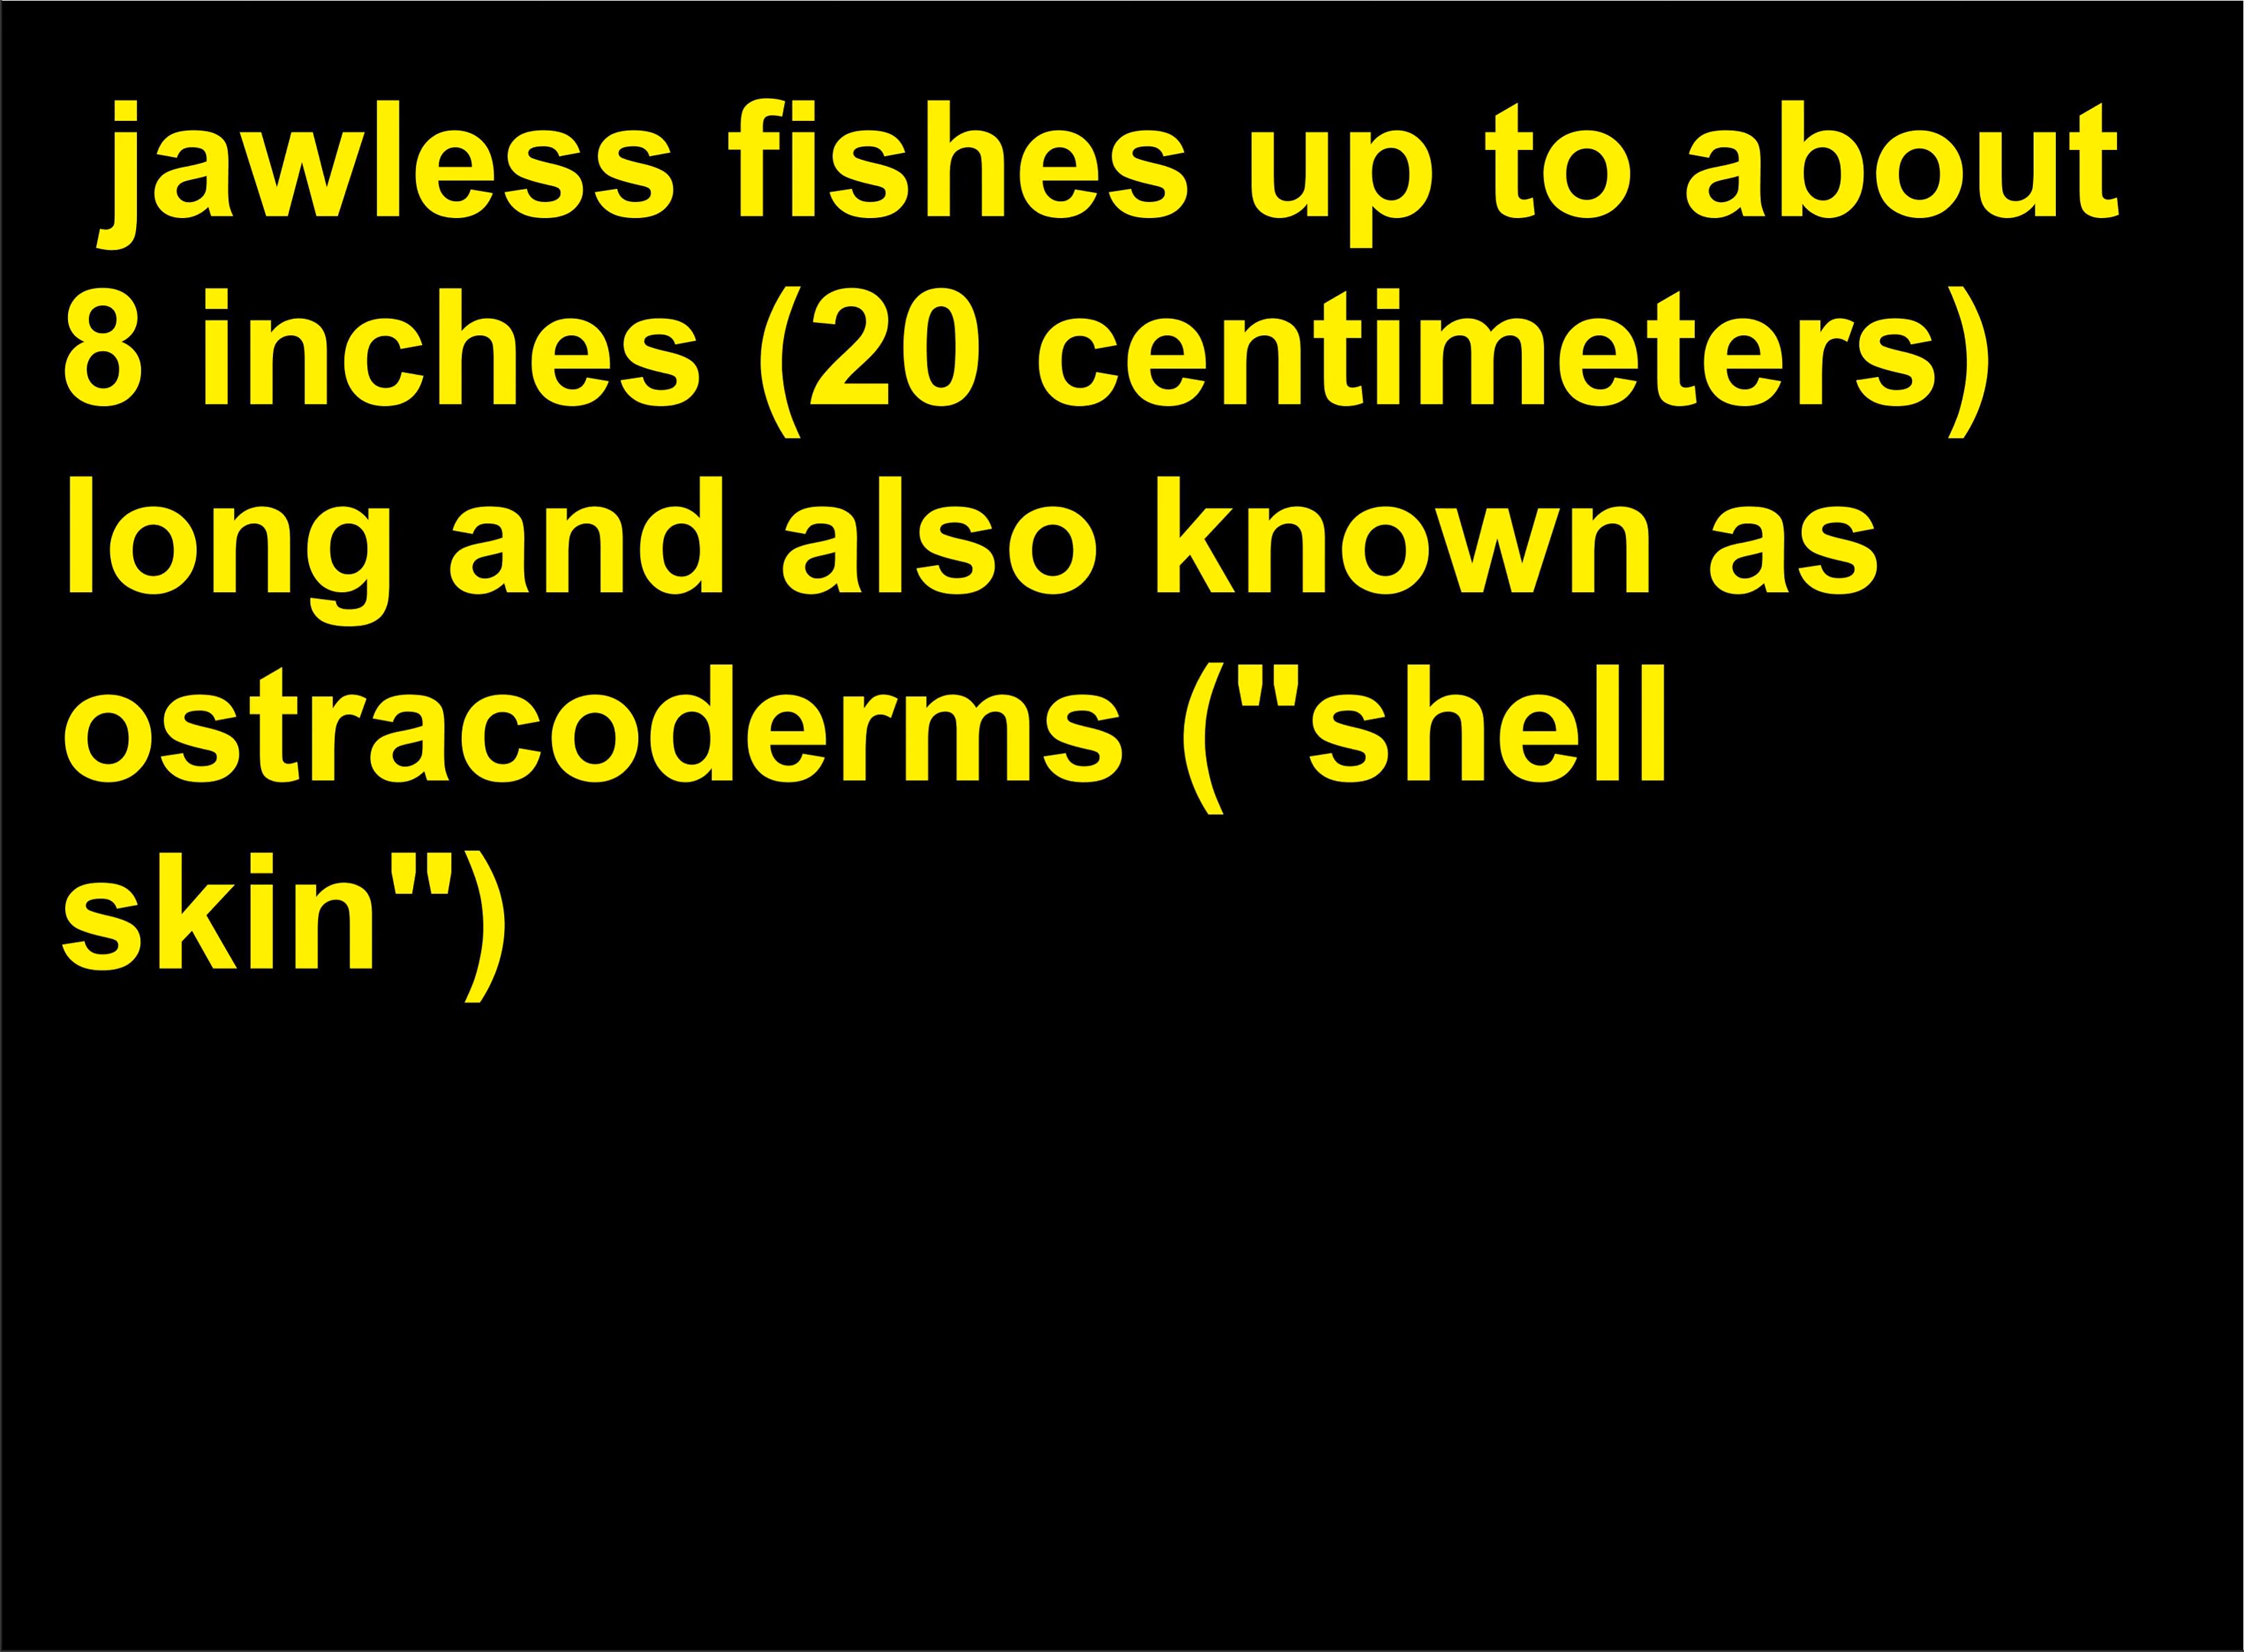 jawless fishes up to about
8 inches (20 centimeters)
long and also known as
ostracoderms ("shell
skin")